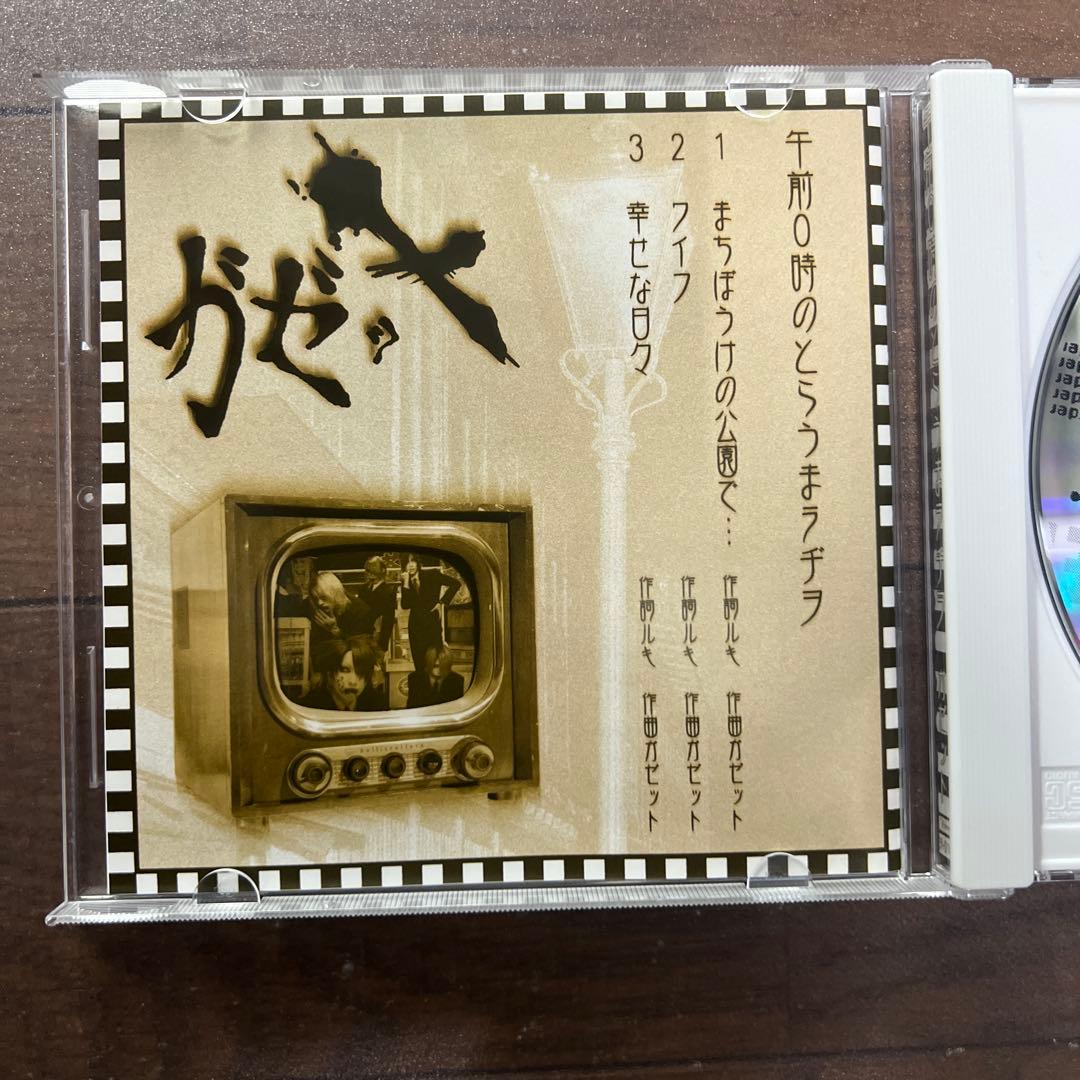 午前0時のとらうまラヂヲ
1 まちぼうけの公園で… 作詞ルキ 作曲ガゼット
2 ワイフ 作詞ルキ 作曲ガゼット
3 幸せな日々 作詞ルキ 作曲ガゼット
ガゼット